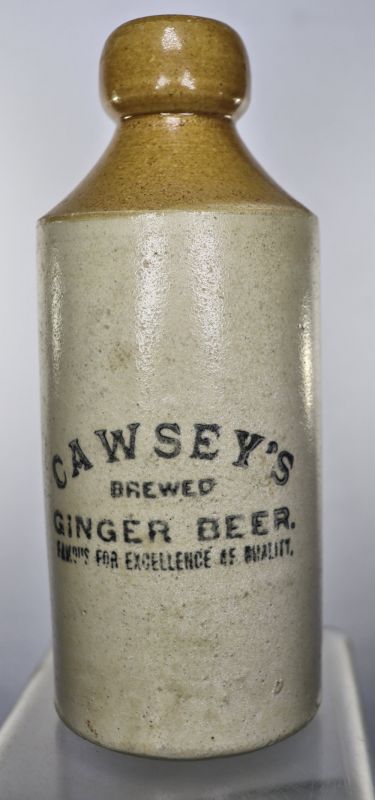 CAWSEY'S
BREWED
GINGER BEER.
FAMOUS FOR EXCELLENCE OF QUALITY.